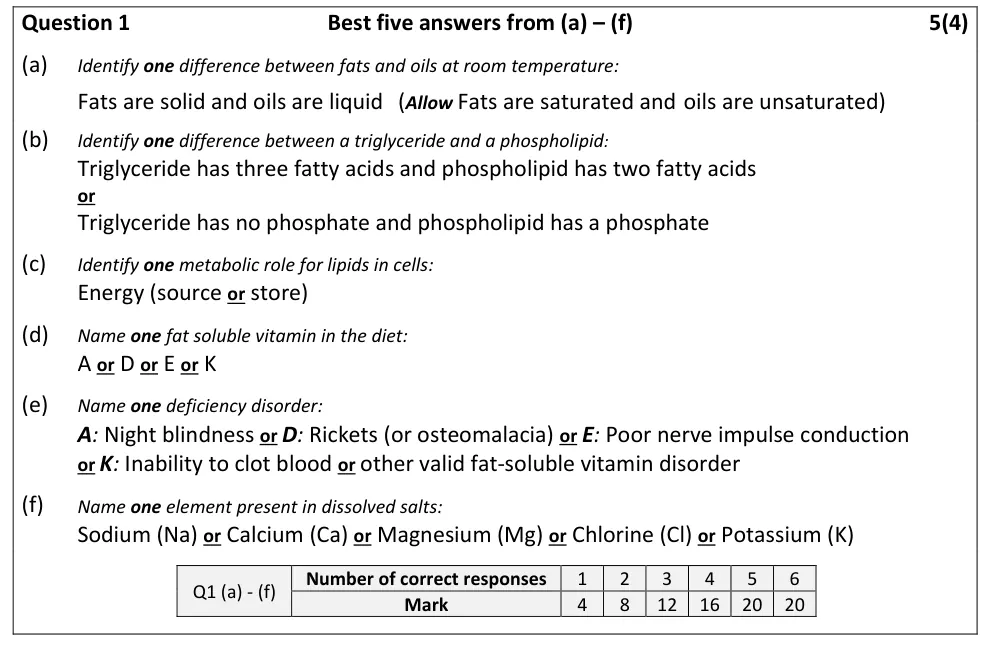 Question 1 Best five answers from (a) – (f) 5(4)
(a) Identify one difference between fats and oils at room temperature:
Fats are solid and oils are liquid (Allow Fats are saturated and oils are unsaturated)
(b) Identify one difference between a triglyceride and a phospholipid:
Triglyceride has three fatty acids and phospholipid has two fatty acids
or
Triglyceride has no phosphate and phospholipid has a phosphate
(c) Identify one metabolic role for lipids in cells:
Energy (source or store)
(d) Name one fat soluble vitamin in the diet:
A or D or E or K
(e) Name one deficiency disorder:
A: Night blindness or D: Rickets (or osteomalacia) or E: Poor nerve impulse conduction
or K: Inability to clot blood or other valid fat-soluble vitamin disorder
(f) Name one element present in dissolved salts:
Sodium (Na) or Calcium (Ca) or Magnesium (Mg) or Chlorine (Cl) or Potassium (K)
Q1 (a) - (f)
Number of correct responses 1 2 3 4 5 6
Mark 4 8 12 16 20 20